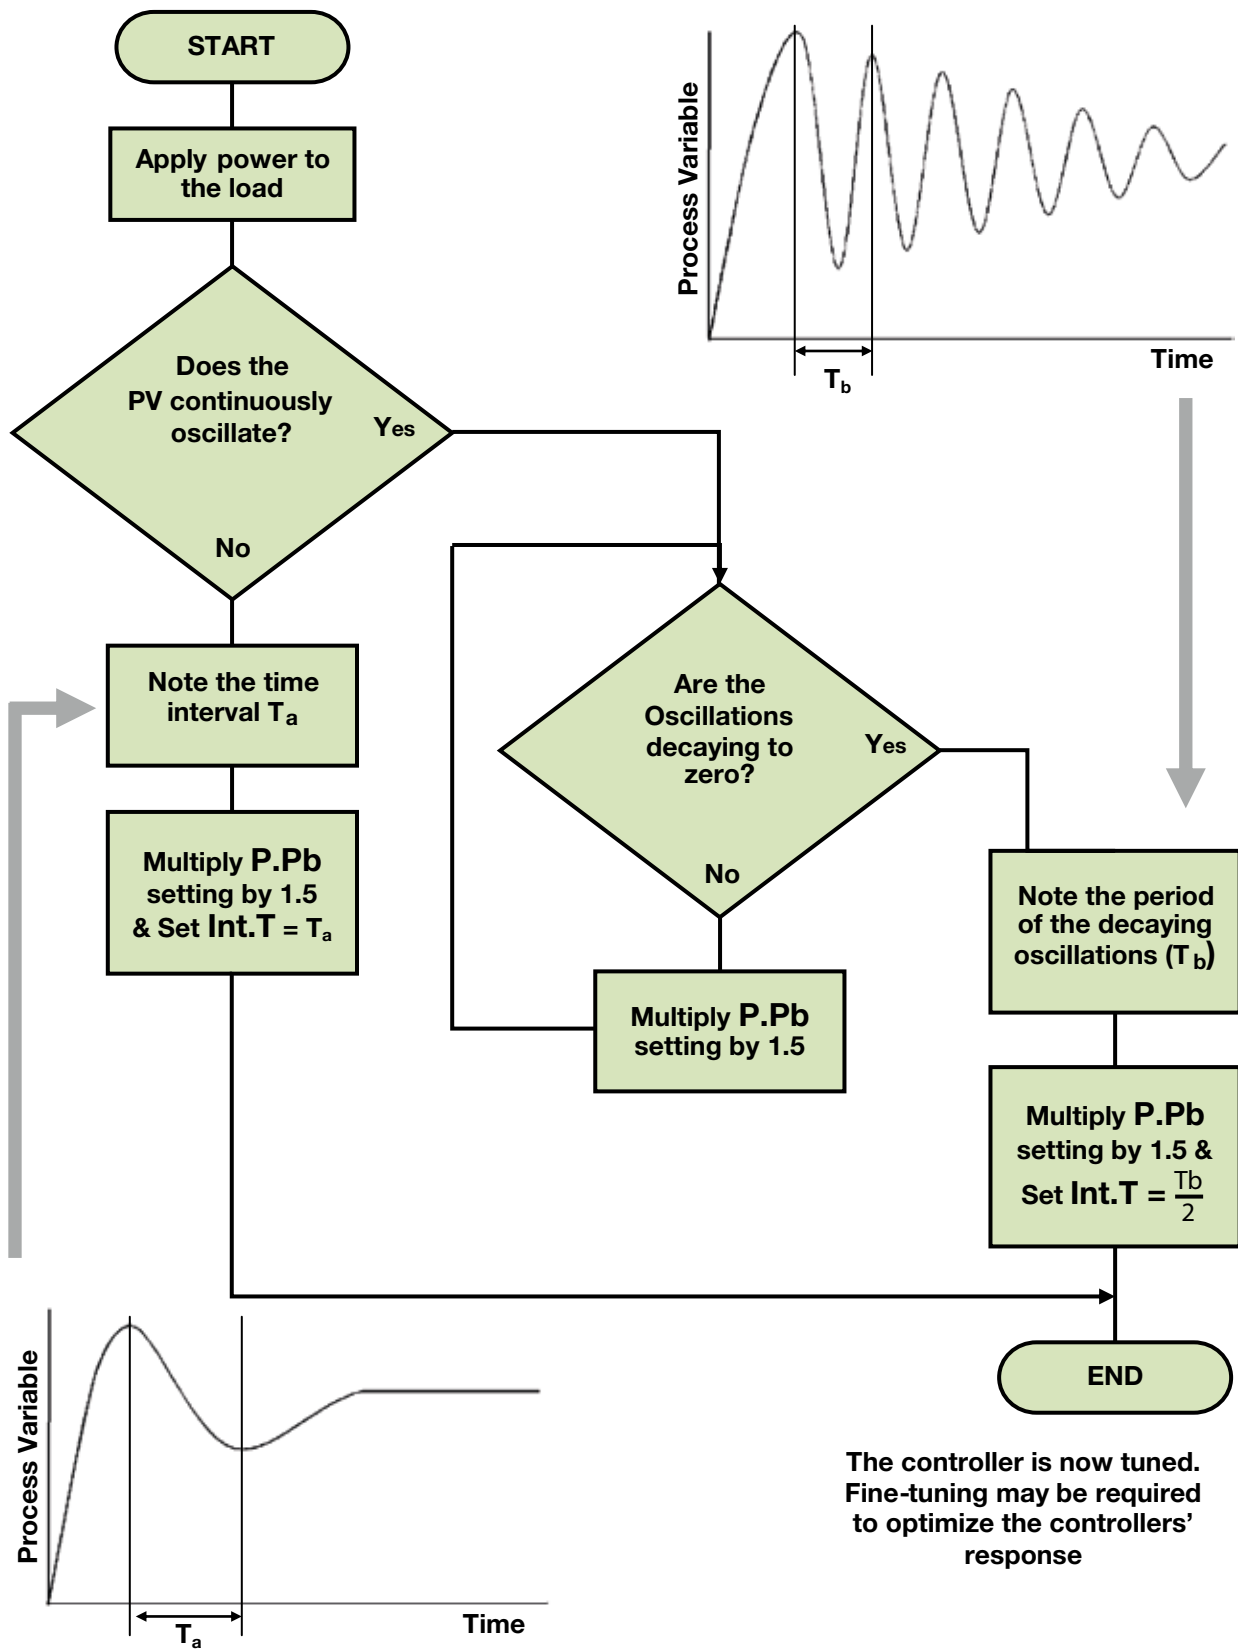 START
Apply power to
the load
Does the
PV continuously
oscillate?
Yes
No
Note the time
interval Ta
Multiply P.Pb
setting by 1.5
& Set Int.T = Ta
Process Variable
Time
Tb
Are the
Oscillations
decaying to
zero?
Yes
No
Multiply P.Pb
setting by 1.5
Note the period
of the decaying
oscillations (Tb)
Multiply P.Pb
setting by 1.5 &
Set Int.T = Tb/2
END
Process Variable
Time
Ta
The controller is now tuned.
Fine-tuning may be required
to optimize the controllers’
response